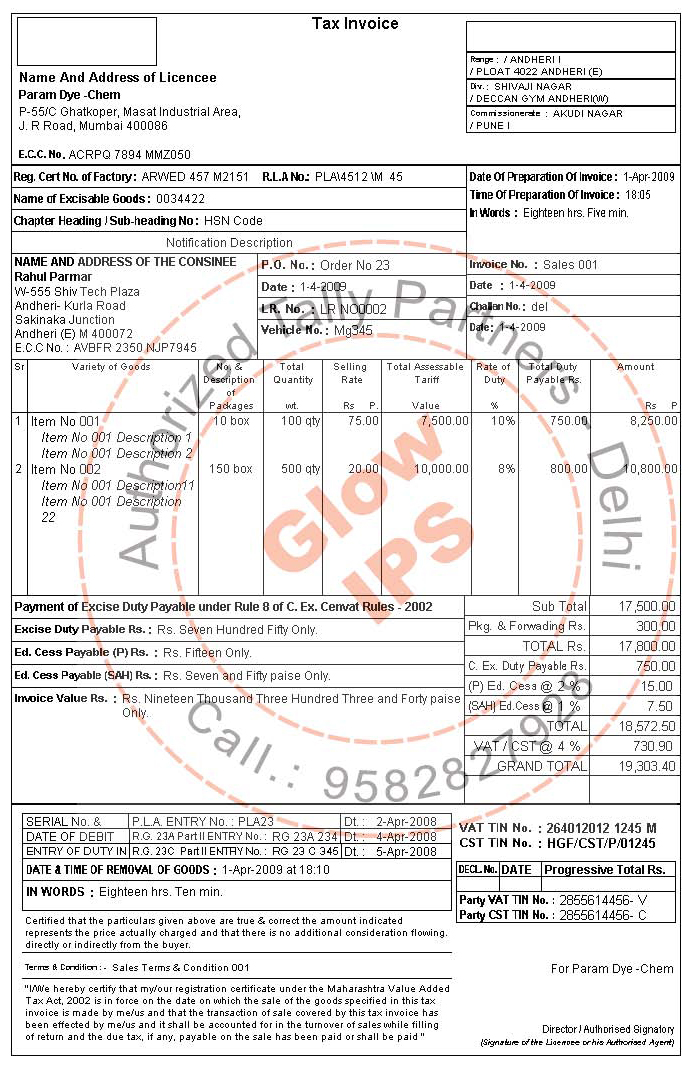 Tax Invoice
Name And Address of Licencee
Param Dye -Chem
P-55/C Ghatkoper, Masat Industrial Area,
J. R Road, Mumbai 400086
E.C.C. No. ACRPQ 7894 MMZ050
Range : / ANDHERI I
/ PLOAT 4022 ANDHERI (E)
Div. : SHIVAJI NAGAR
/ DECCAN GYM ANDHERI(W)
Commissionerate : AKUDI NAGAR
/ PUNE I
Reg. Cert No. of Factory : ARWED 457 M2151 R.L.A No.: PLA\4512 \M 45
Name of Excisable Goods : 0034422
Chapter Heading / Sub-heading No : HSN Code
Notification Description
Date Of Preparation Of Invoice : 1-Apr-2009
Time Of Preparation Of Invoice : 18:05
In Words : Eighteen hrs. Five min.
NAME AND ADDRESS OF THE CONSINEE
Rahul Parmar
W-555 Shiv Tech Plaza
Andheri- Kurla Road
Sakinaka Junction
Andheri (E) M 400072
E.C.C No. : AVBFR 2350 NJP7945
P.O. No.: Order No 23
Date : 1-4-2009
LR. No. : LR NO0002
Vehicle No. : Mg345
Invoice No. : Sales 001
Date : 1-4-2009
Challan No.: del
Date: 1-4-2009
Sr Variety of Goods No. & Description of Packages Total Quantity wt. Selling Rate Rs P. Total Assessable Tariff Value Rate of Duty % Total Duty Payable Rs. Amount Rs P
1 Item No 001 10 box 100 qty 75.00 7,500.00 10% 750.00 8,250.00
Item No 001 Description 1
Item No 001 Description 2
2 Item No 002 150 box 500 qty 20.00 10,000.00 8% 800.00 10,800.00
Item No 001 Description11
Item No 001 Description
22
Payment of Excise Duty Payable under Rule 8 of C. Ex. Cenvat Rules - 2002
Excise Duty Payable Rs. : Rs. Seven Hundred Fifty Only.
Ed. Cess Payable (P) Rs. : Rs. Fifteen Only.
Ed. Cess Payable (SAH) Rs. : Rs. Seven and Fifty paise Only.
Invoice Value Rs. : Rs. Nineteen Thousand Three Hundred Three and Forty paise
Only.
Sub Total 17,500.00
Pkg. & Forwading Rs. 300.00
TOTAL Rs. 17,800.00
C. Ex. Duty Payable Rs. 750.00
(P) Ed. Cess @ 2 % 15.00
(SAH) Ed.Cess @ 1 % 7.50
TOTAL 18,572.50
VAT / CST @ 4 % 730.90
GRAND TOTAL 19,303.40
SERIAL No. & P.L.A. ENTRY No. : PLA23 Dt. : 2-Apr-2008
DATE OF DEBIT R.G. 23A Part II ENTRY No. : RG 23A 234 Dt. : 4-Apr-2008
ENTRY OF DUTY IN R.G. 23C Part II ENTRY No. : RG 23 C 345 Dt. : 5-Apr-2008
DATE & TIME OF REMOVAL OF GOODS : 1-Apr-2009 at 18:10
IN WORDS : Eighteen hrs. Ten min.
VAT TIN No. : 264012012 1245 M
CST TIN No. : HGF/CST/P/01245
DECL.No. DATE Progressive Total Rs.
Party VAT TIN No. : 2855614456- V
Party CST TIN No. : 2855614456- C
Certified that the particulars given above are true & correct the amount indicated
represents the price actually charged and that there is no additional consideration flowing.
directly or indirectly from the buyer.
Terms & Condition : - Sales Terms & Condition 001
"I/We hereby certify that my/our registration certificate under the Maharashtra Value Added
Tax Act, 2002 is in force on the date on which the sale of the goods specified in this tax
invoice is made by me/us and that the transaction of sale covered by this tax invoice has
been effected by me/us and it shall be accounted for in the turnover of sales while filling
of return and the due tax, if any, payable on the sale has been paid or shall be paid "
For Param Dye -Chem
Director / Authorised Signatory
(Signature of the Licencee or his Authorised Agent)
Authorized Tally Partners - Delhi
Glow
IPS
Call.: 9582827928